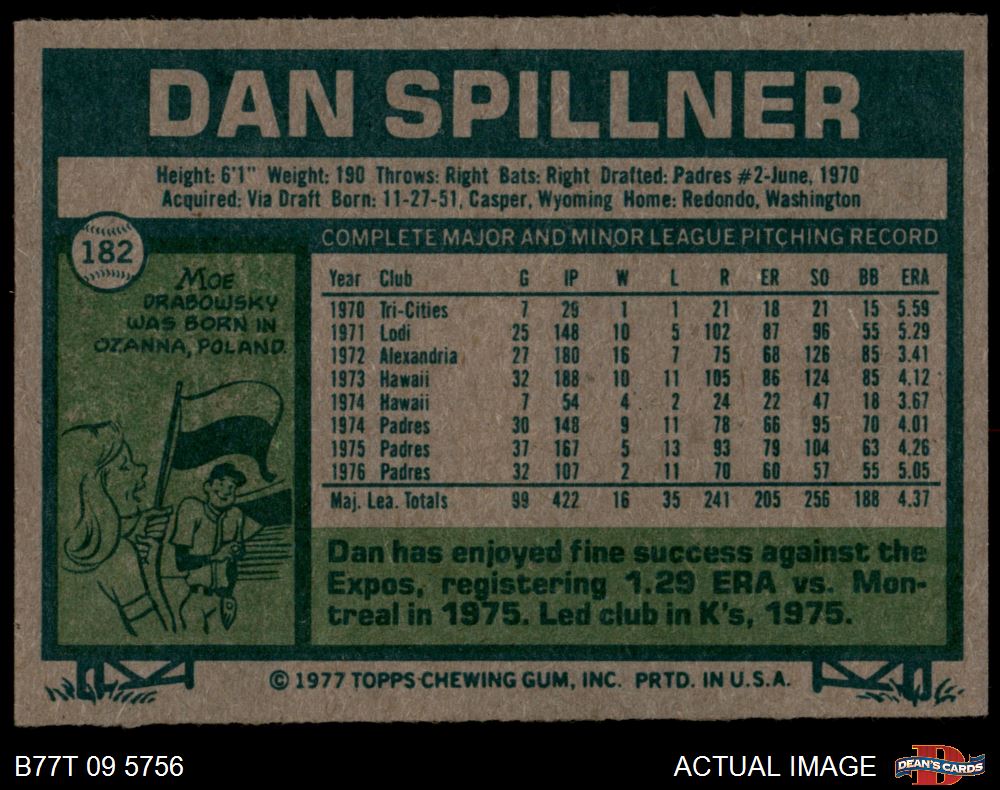 DAN SPILLNER
Height: 6'1" Weight: 190 Throws: Right Bats: Right Drafted: Padres #2-June, 1970
Acquired: Via Draft Born: 11-27-51, Casper, Wyoming Home: Redondo, Washington
182
MOE
DRABOWSKY
WAS BORN IN
OZANNA, POLAND.
COMPLETE MAJOR AND MINOR LEAGUE PITCHING RECORD
Year Club G IP W L R ER SO BB ERA
1970 Tri-Cities 7 29 1 1 21 18 21 15 5.59
1971 Lodi 25 148 10 5 102 87 96 55 5.29
1972 Alexandria 27 180 16 7 75 68 126 85 3.41
1973 Hawaii 32 188 10 11 105 86 124 85 4.12
1974 Hawaii 7 54 4 2 24 22 47 18 3.67
1974 Padres 30 148 9 11 78 66 95 70 4.01
1975 Padres 37 167 5 13 93 79 104 63 4.26
1976 Padres 32 107 2 11 70 60 57 55 5.05
Maj. Lea. Totals 99 422 16 35 241 205 256 188 4.37
Dan has enjoyed fine success against the
Expos, registering 1.29 ERA vs. Mon-
treal in 1975. Led club in K's, 1975.
© 1977 TOPPS CHEWING GUM, INC. PRTD. IN U.S.A.
B77T 09 5756
ACTUAL IMAGE
DEAN'S CARDS